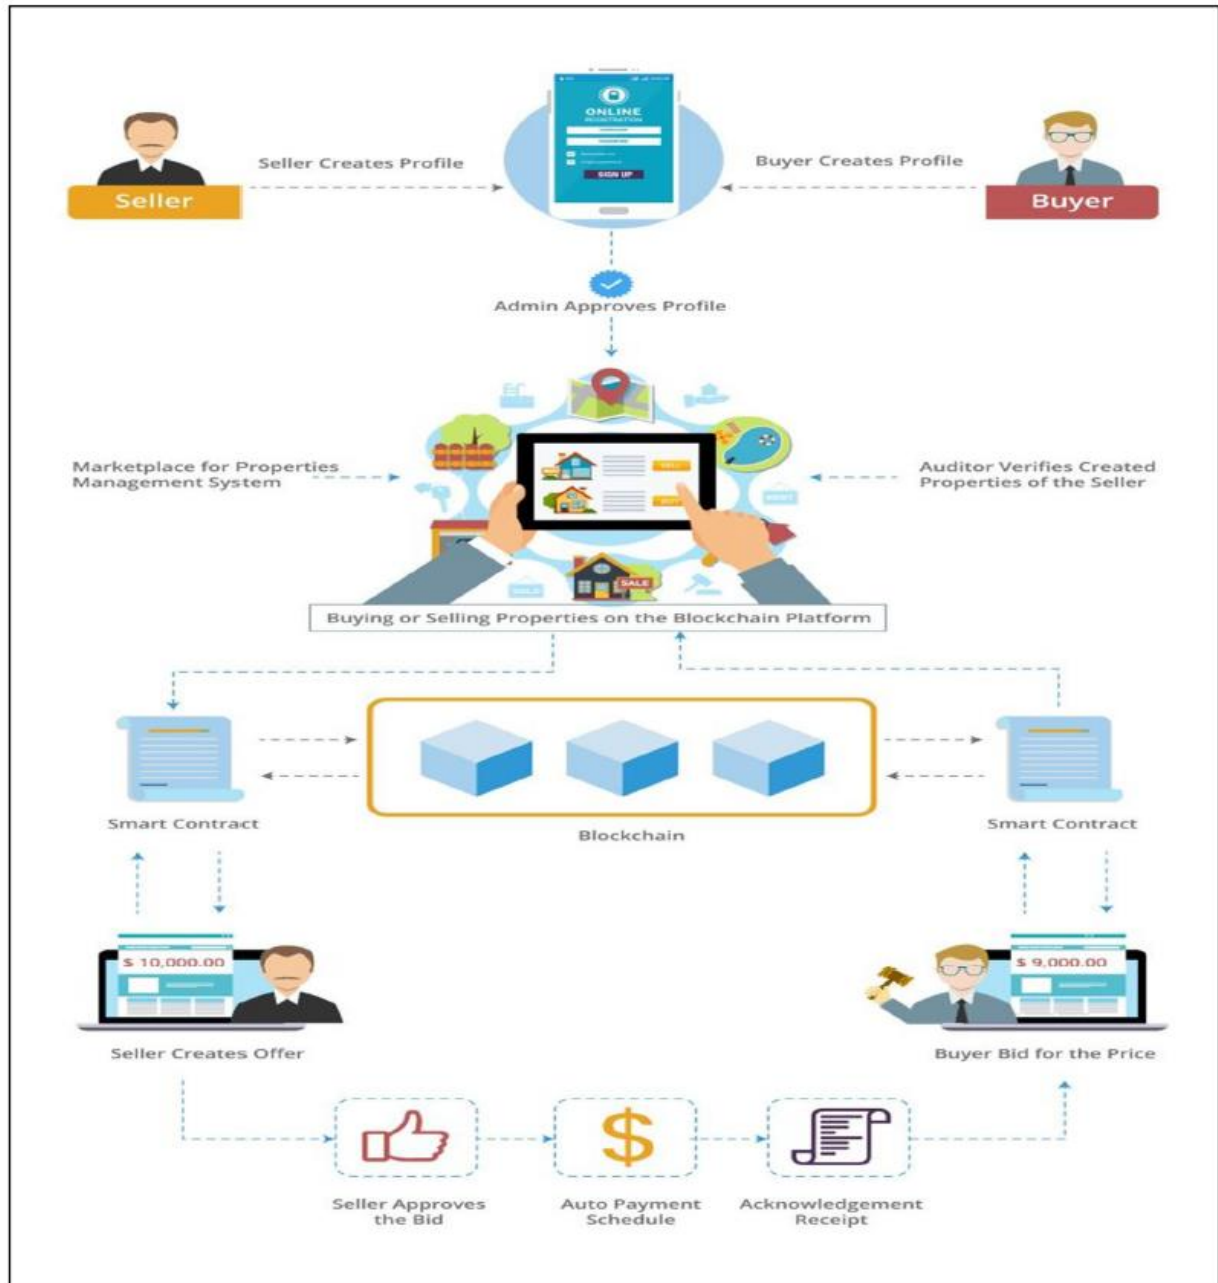 ONLINE
REGISTRATION
SIGN UP
Seller Creates Profile
Buyer Creates Profile
Seller
Buyer
Admin Approves Profile
Marketplace for Properties
Management System
Auditor Verifies Created
Properties of the Seller
SALE
SOLD
Buying or Selling Properties on the Blockchain Platform
Smart Contract
Blockchain
Smart Contract
$ 10,000.00
$ 9,000.00
Seller Creates Offer
Buyer Bid for the Price
$
Seller Approves
the Bid
Auto Payment
Schedule
Acknowledgement
Receipt